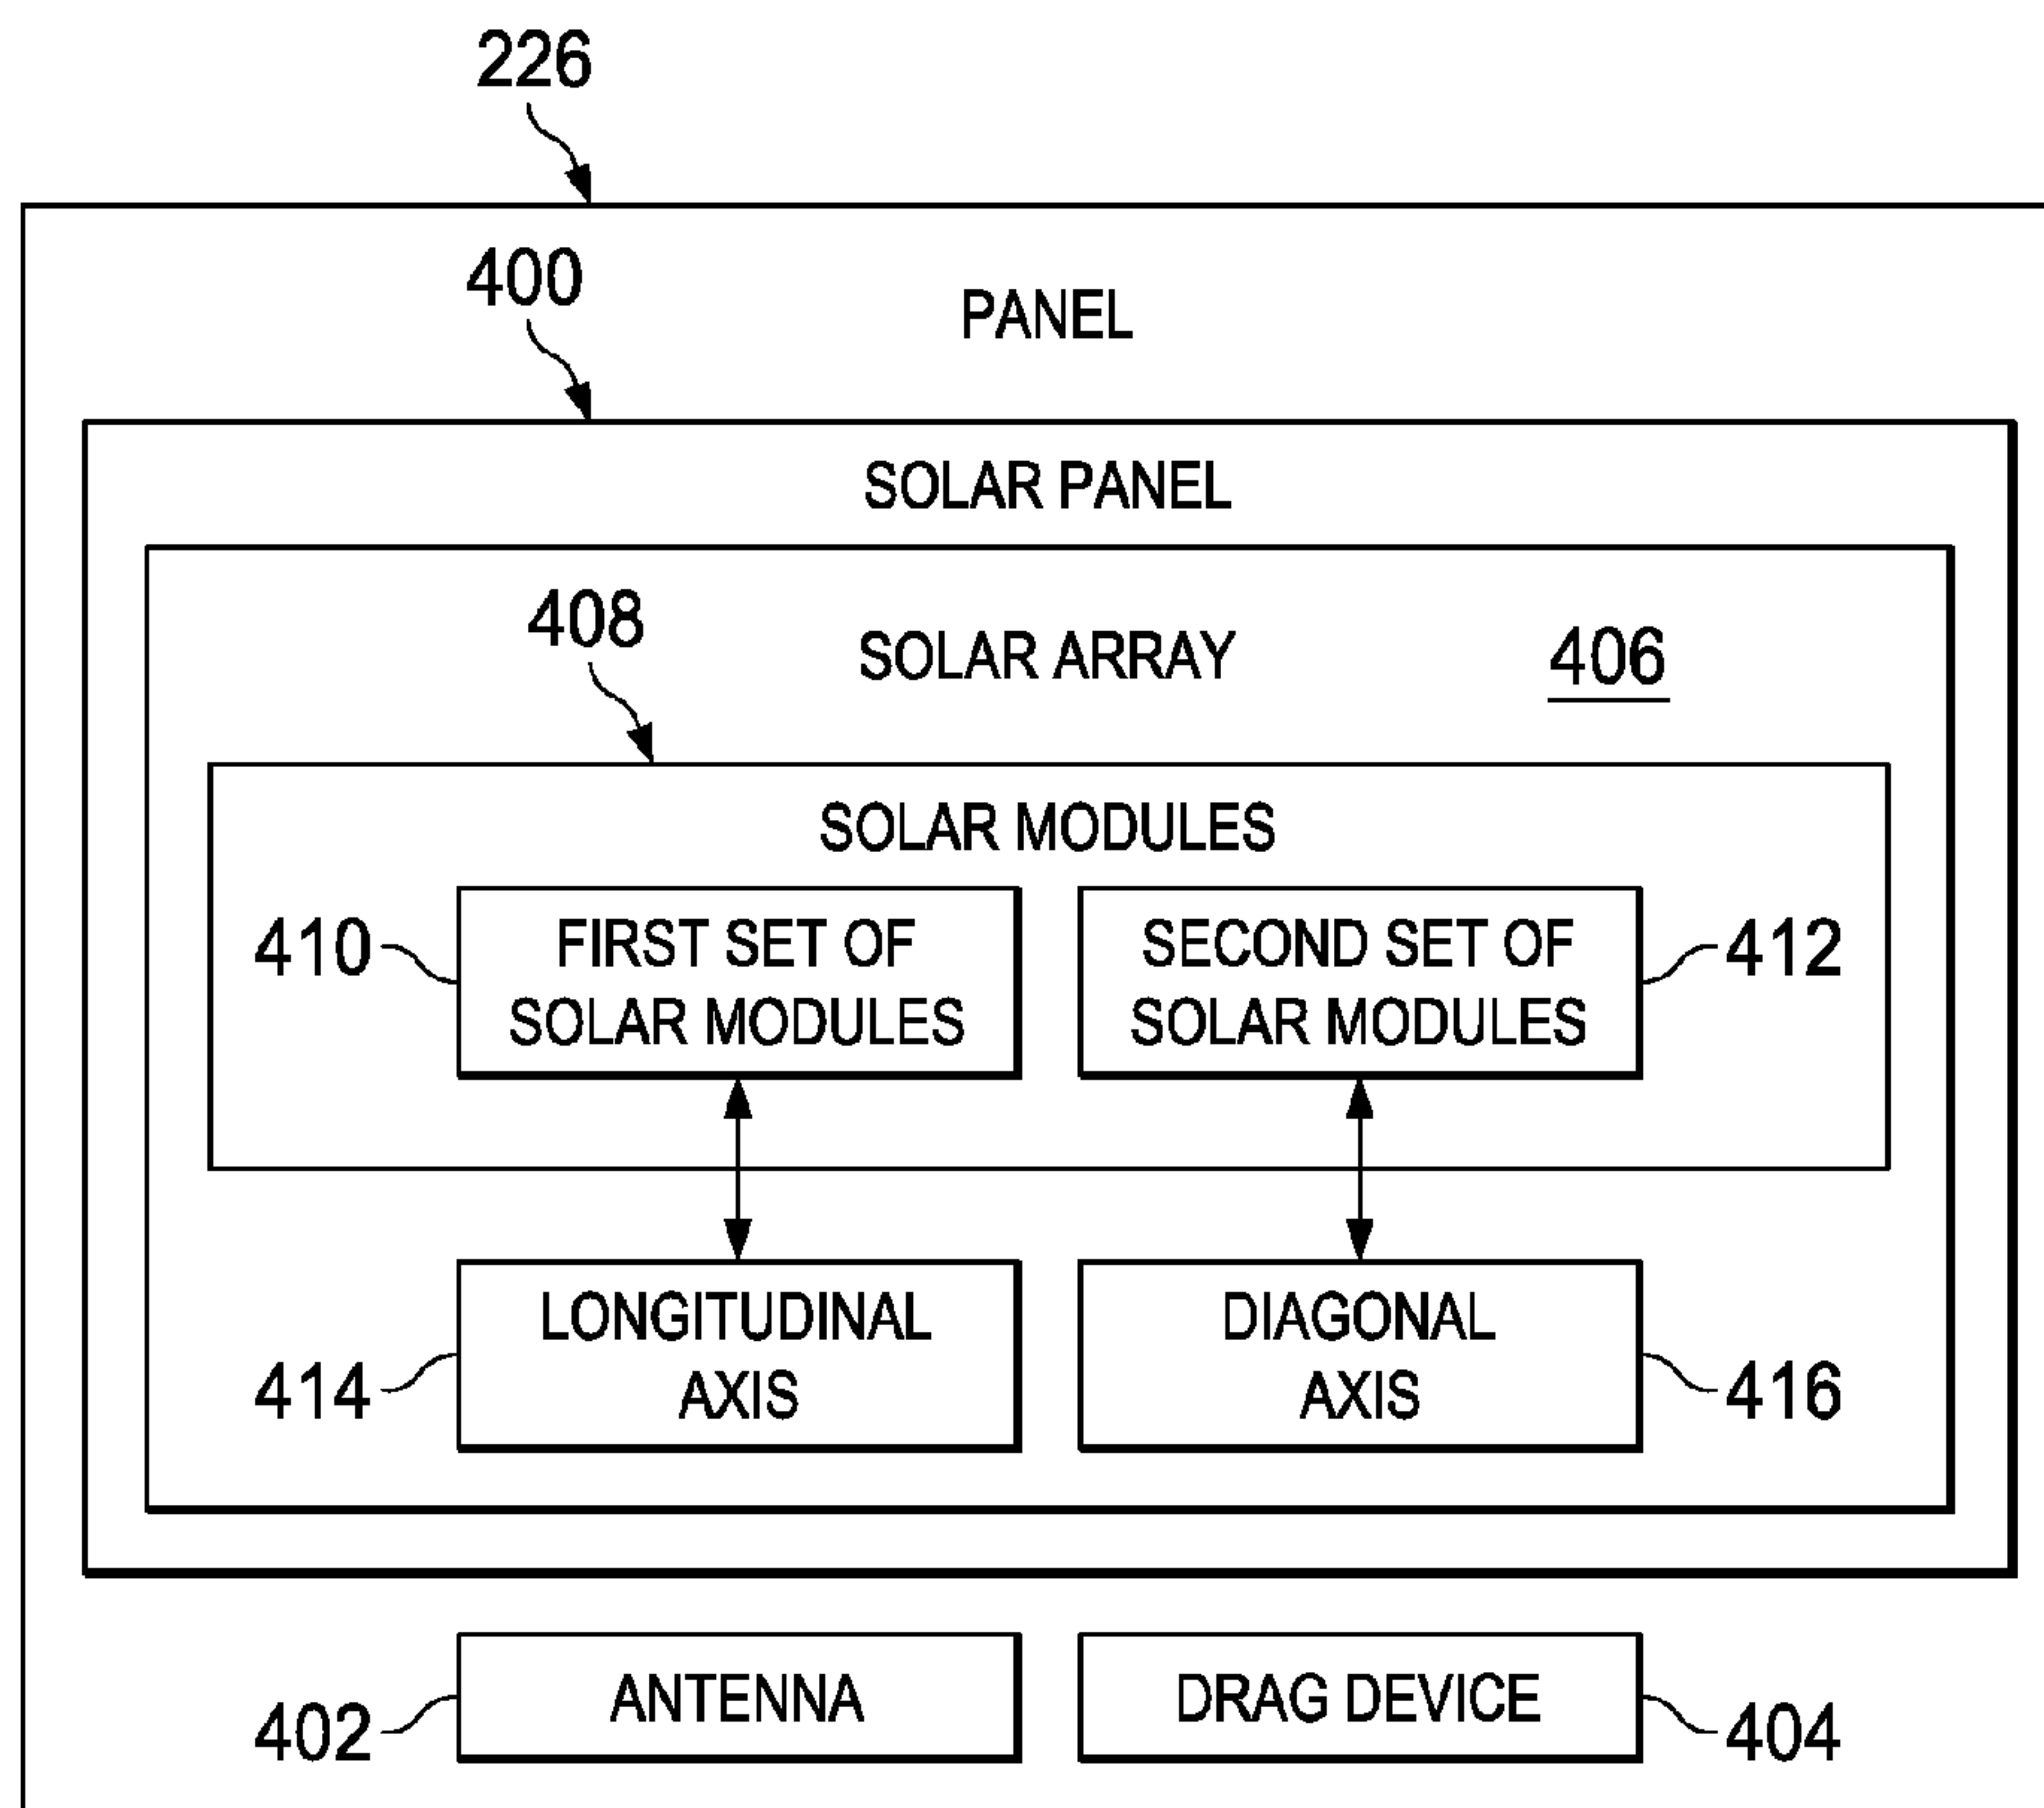 226
400
PANEL
SOLAR PANEL
408
SOLAR ARRAY
406
SOLAR MODULES
410
FIRST SET OF
SOLAR MODULES
SECOND SET OF
SOLAR MODULES
412
414
LONGITUDINAL
AXIS
DIAGONAL
AXIS
416
402
ANTENNA
DRAG DEVICE
404